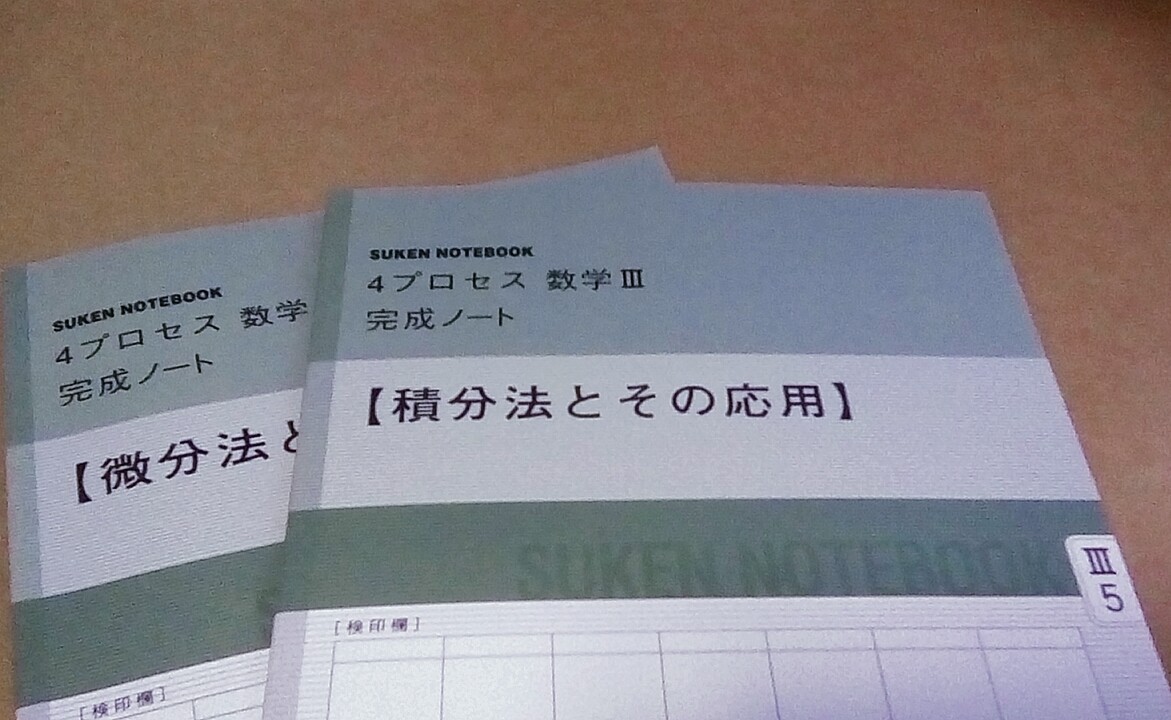 SUKEN NOTEBOOK
4プロセス 数学
完成ノート
【微分法と
[検印欄]
SUKEN NOTEBOOK
4プロセス 数学Ⅲ
完成ノート
【積分法とその応用】
SUKEN NOTEBOOK
Ⅲ
5
[検印欄]